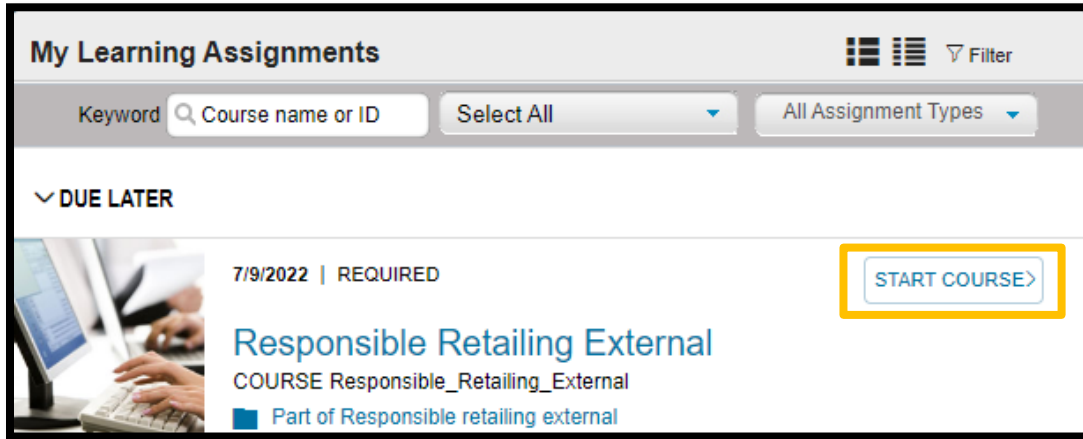 My Learning Assignments
Filter
Keyword Course name or ID Select All All Assignment Types
DUE LATER
7/9/2022 | REQUIRED
START COURSE
Responsible Retailing External
COURSE Responsible_Retailing_External
Part of Responsible retailing external